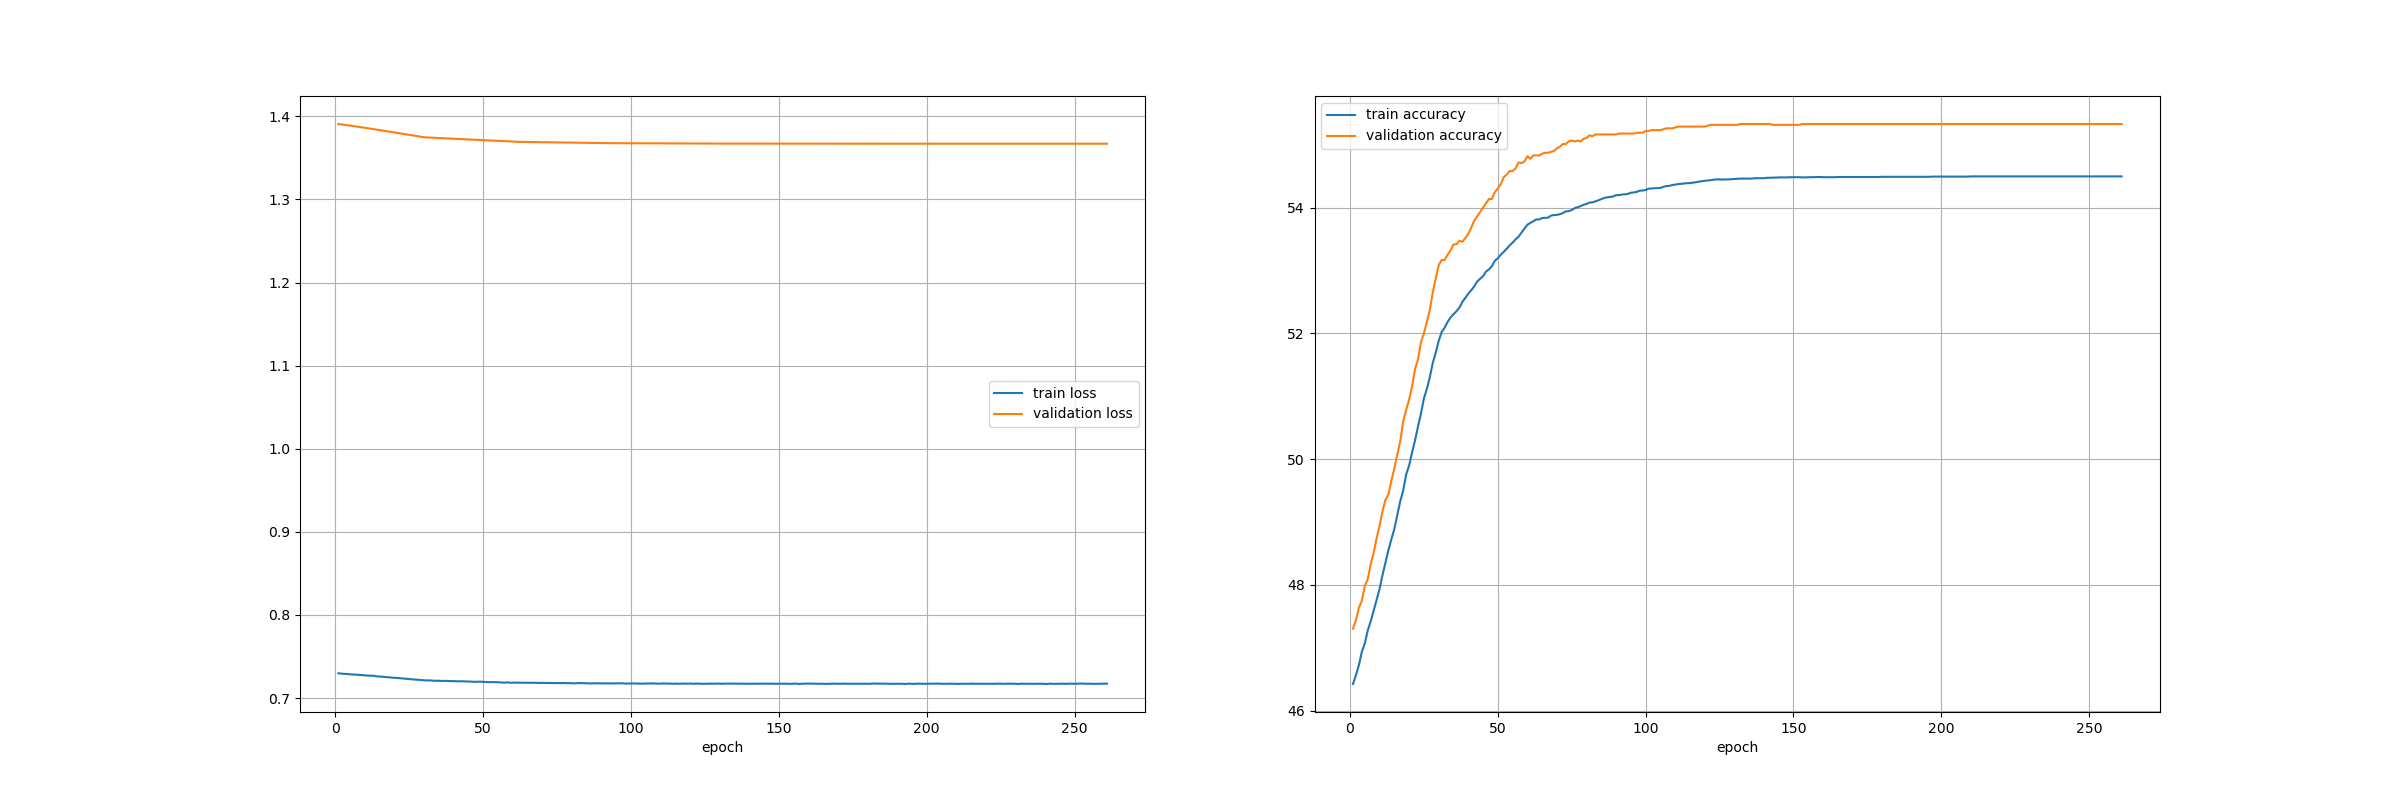 1.4
1.3
1.2
1.1
1.0
0.9
0.8
0.7
0 50 100 150 200 250
epoch
train loss
validation loss
train accuracy
validation accuracy
54
52
50
48
46
0 50 100 150 200 250
epoch